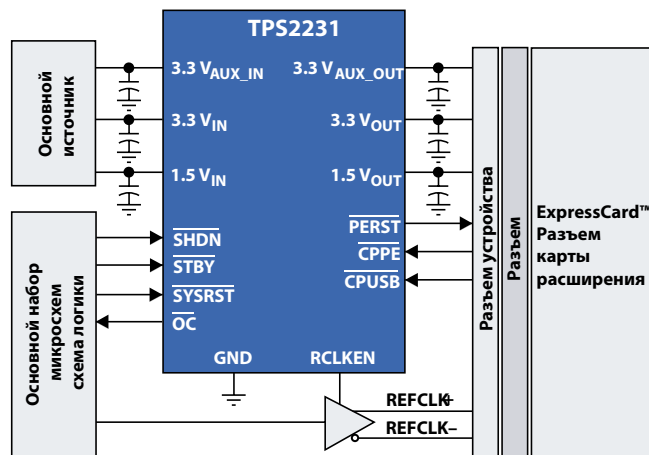 TPS2231
Основной
источник
3.3 VAUX_IN
3.3 VIN
1.5 VIN
3.3 VAUX_OUT
3.3 VOUT
1.5 VOUT
Основной набор
микросхем
схема логики
SHDN
STBY
SYSRST
OC
PERST
CPPE
CPUSB
GND
RCLKEN
REFCLK+
REFCLK–
Разъем устройства
Разъем
ExpressCard™
Разъем
карты
расширения